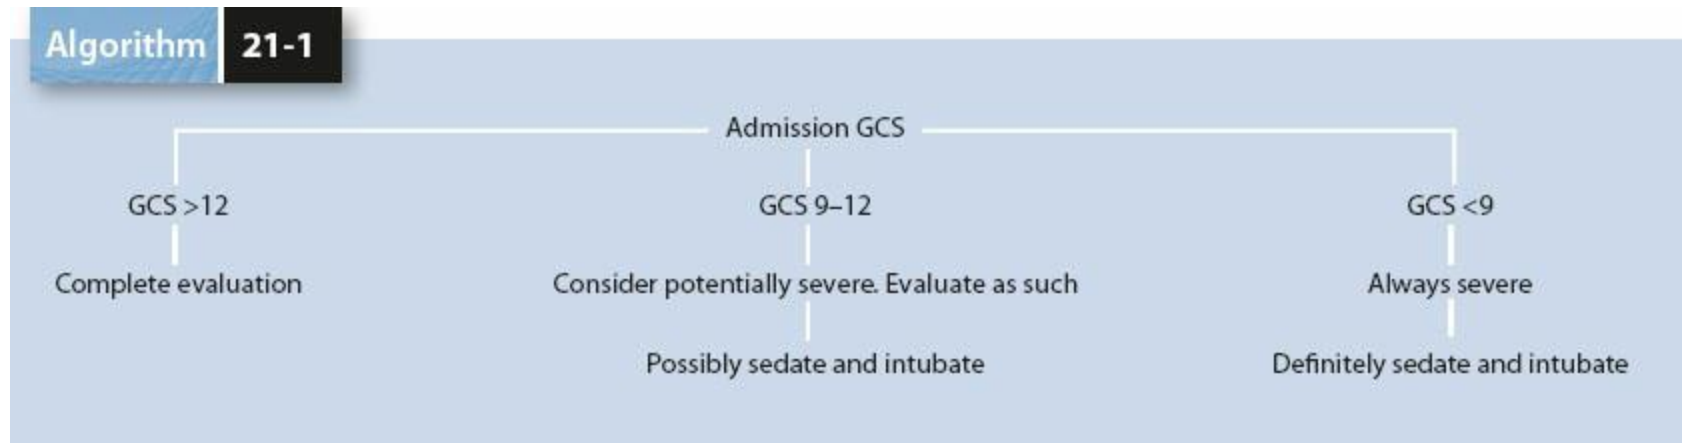 Algorithm 21-1
Admission GCS
GCS >12
GCS 9–12
GCS <9
Complete evaluation
Consider potentially severe. Evaluate as such
Always severe
Possibly sedate and intubate
Definitely sedate and intubate